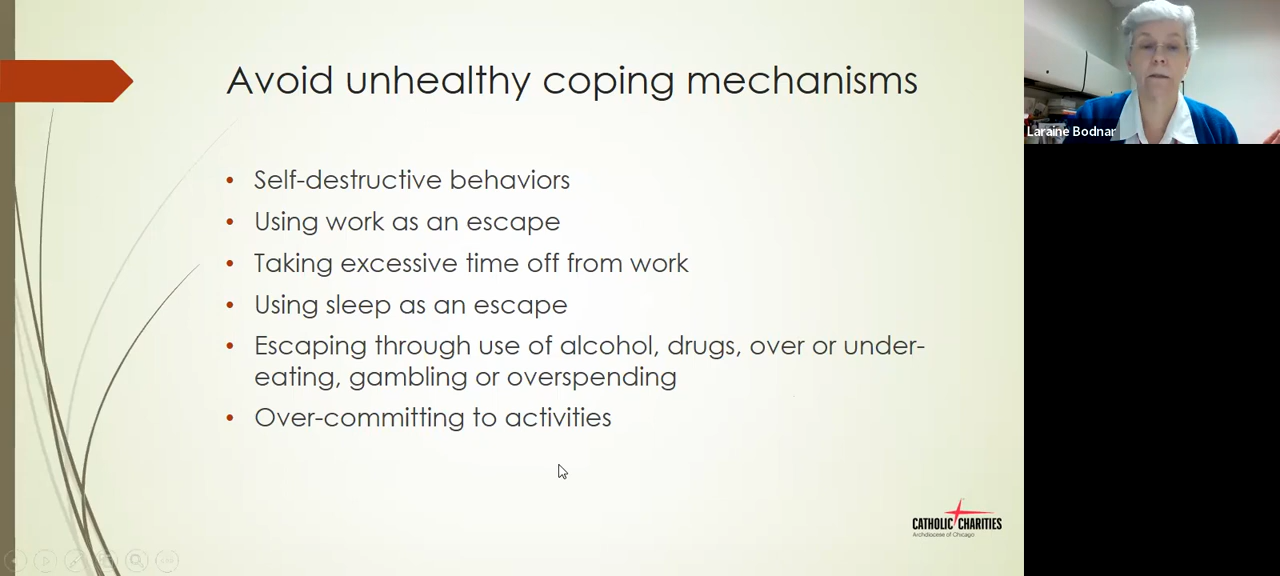 Avoid unhealthy coping mechanisms
• Self-destructive behaviors
• Using work as an escape
• Taking excessive time off from work
• Using sleep as an escape
• Escaping through use of alcohol, drugs, over or under-
eating, gambling or overspending
• Over-committing to activities
CATHOLIC CHARITIES
Archdiocese of Chicago
Laraine Bodnar